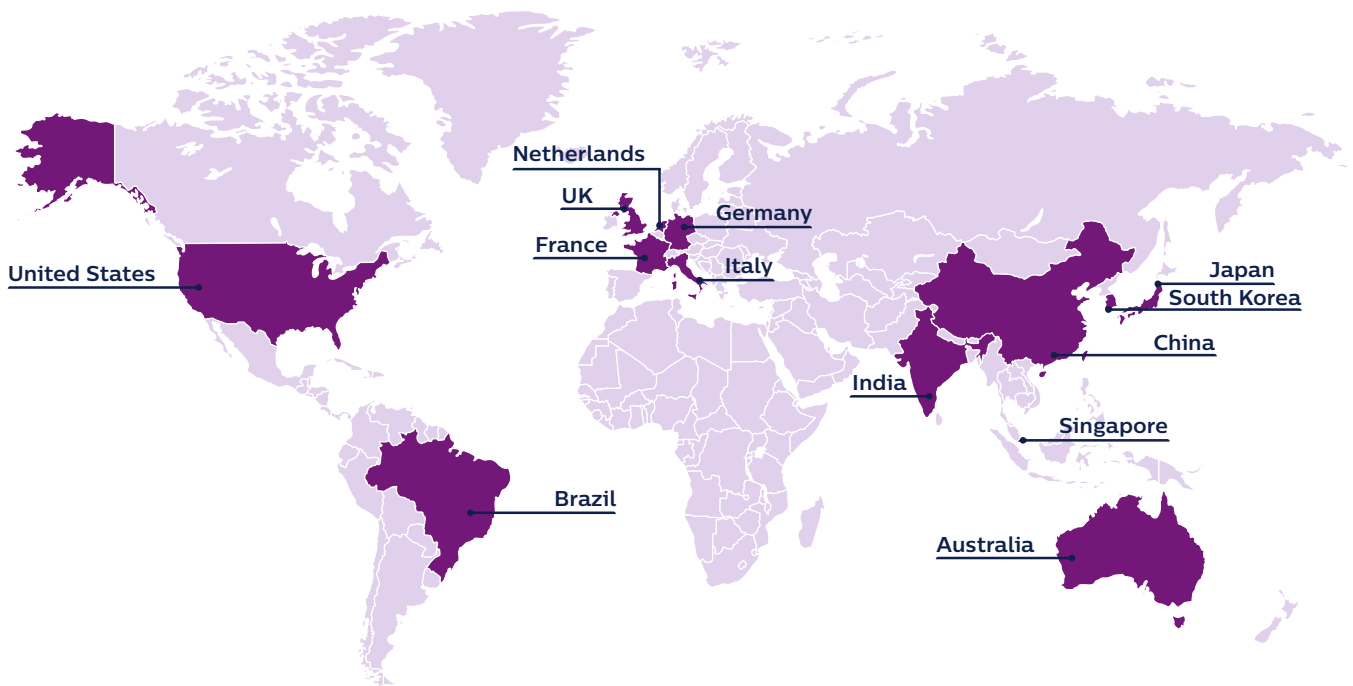 Netherlands
UK
Germany
France
Italy
United States
Japan
South Korea
China
India
Singapore
Brazil
Australia